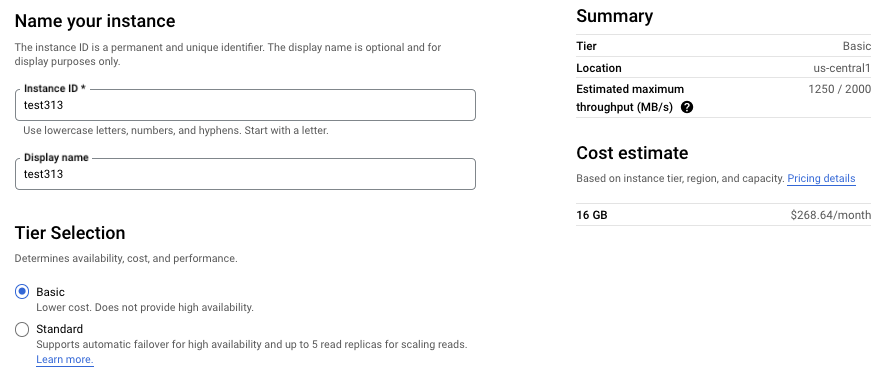 Name your instance
The instance ID is a permanent and unique identifier. The display name is optional and for
display purposes only.
Instance ID *
test313
Use lowercase letters, numbers, and hyphens. Start with a letter.
Display name
test313
Tier Selection
Determines availability, cost, and performance.
Basic
Lower cost. Does not provide high availability.
Standard
Supports automatic failover for high availability and up to 5 read replicas for scaling reads.
Learn more.
Summary
Tier Basic
Location us-central1
Estimated maximum 1250 / 2000
throughput (MB/s) ?
Cost estimate
Based on instance tier, region, and capacity. Pricing details
16 GB $268.64/month